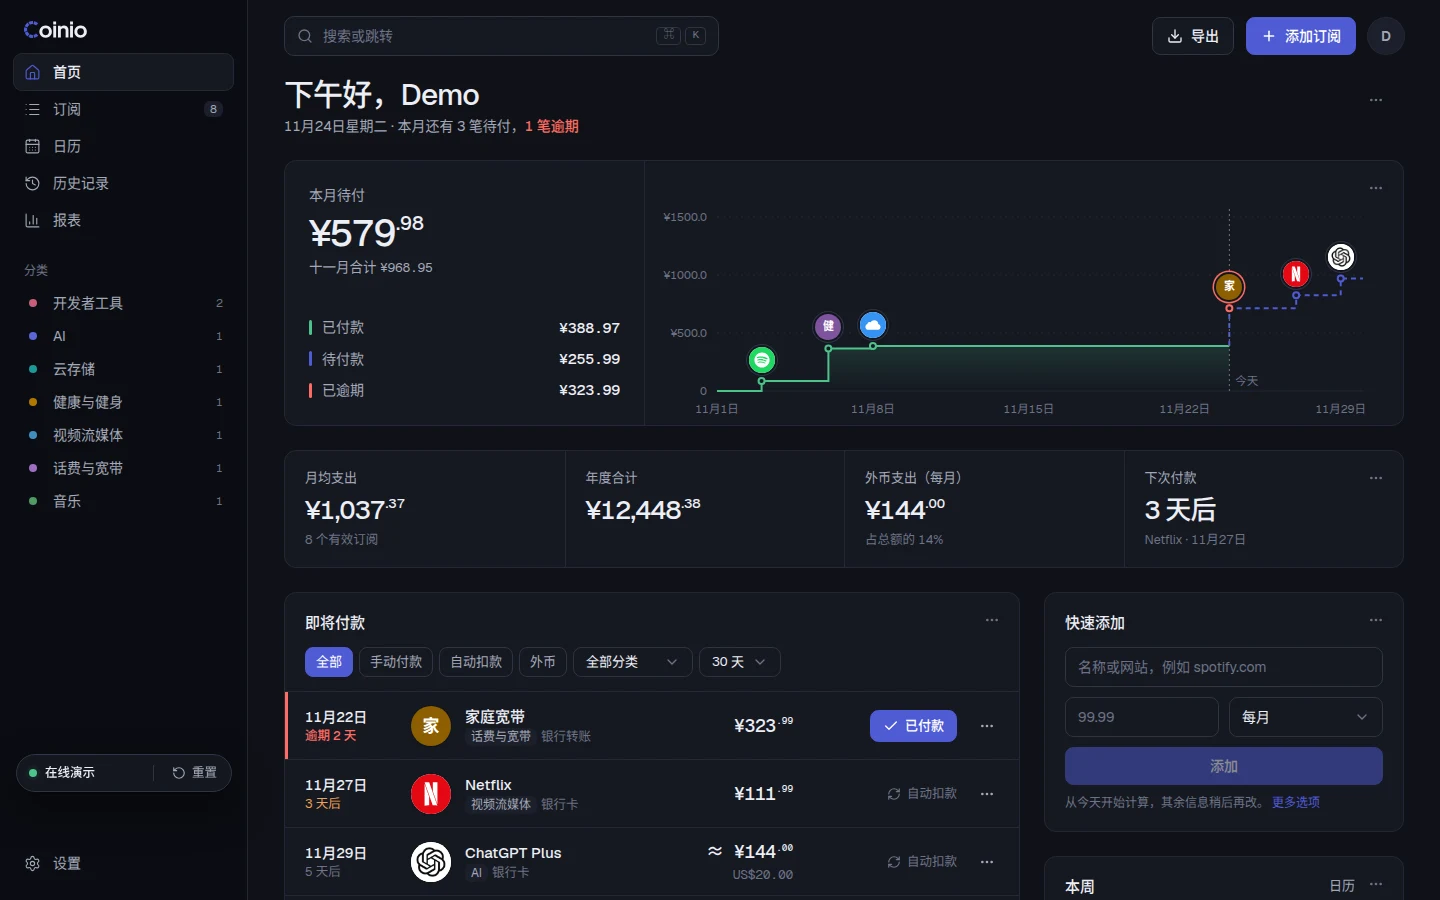 Coinio
搜索或跳转
⌘ K
导出
添加订阅
D
首页
订阅 8
日历
历史记录
报表
分类
开发者工具 2
AI 1
云存储 1
健康与健身 1
视频流媒体 1
话费与宽带 1
音乐 1
在线演示
重置
设置
下午好，Demo
11月24日星期二 · 本月还有 3 笔待付，1 笔逾期
本月待付
¥579.98
十一月合计 ¥968.95
已付款 ¥388.97
待付款 ¥255.99
已逾期 ¥323.99
¥1500.0
¥1000.0
¥500.0
0
健
家
今天
11月1日 11月8日 11月15日 11月22日 11月29日
月均支出
¥1,037.37
8 个有效订阅
年度合计
¥12,448.38
外币支出（每月）
¥144.00
占总额的 14%
下次付款
3 天后
Netflix · 11月27日
即将付款
全部 手动付款 自动扣款 外币 全部分类 30 天
11月22日
逾期 2 天
家
家庭宽带
话费与宽带 银行转账
¥323.99
已付款
11月27日
3 天后
Netflix
视频流媒体 银行卡
¥111.99
自动扣款
11月29日
5 天后
ChatGPT Plus
AI 银行卡
≈ ¥144.00
US$20.00
自动扣款
快速添加
名称或网站，例如 spotify.com
99.99
每月
添加
从今天开始计算，其余信息稍后再改。 更多选项
本周
日历